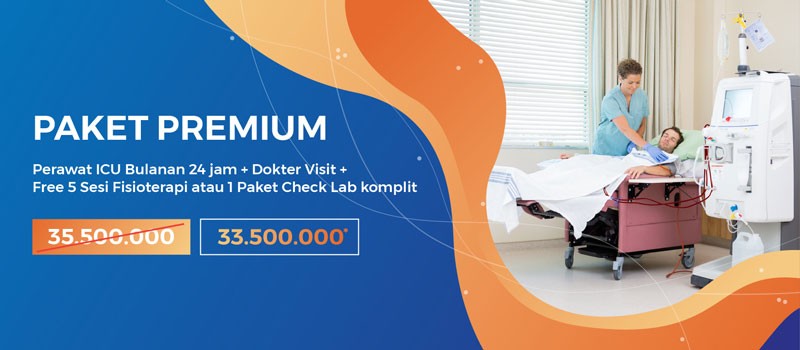 PAKET PREMIUM
Perawat ICU Bulanan 24 jam + Dokter Visit +
Free 5 Sesi Fisioterapi atau 1 Paket Check Lab komplit
35.500.000
33.500.000*